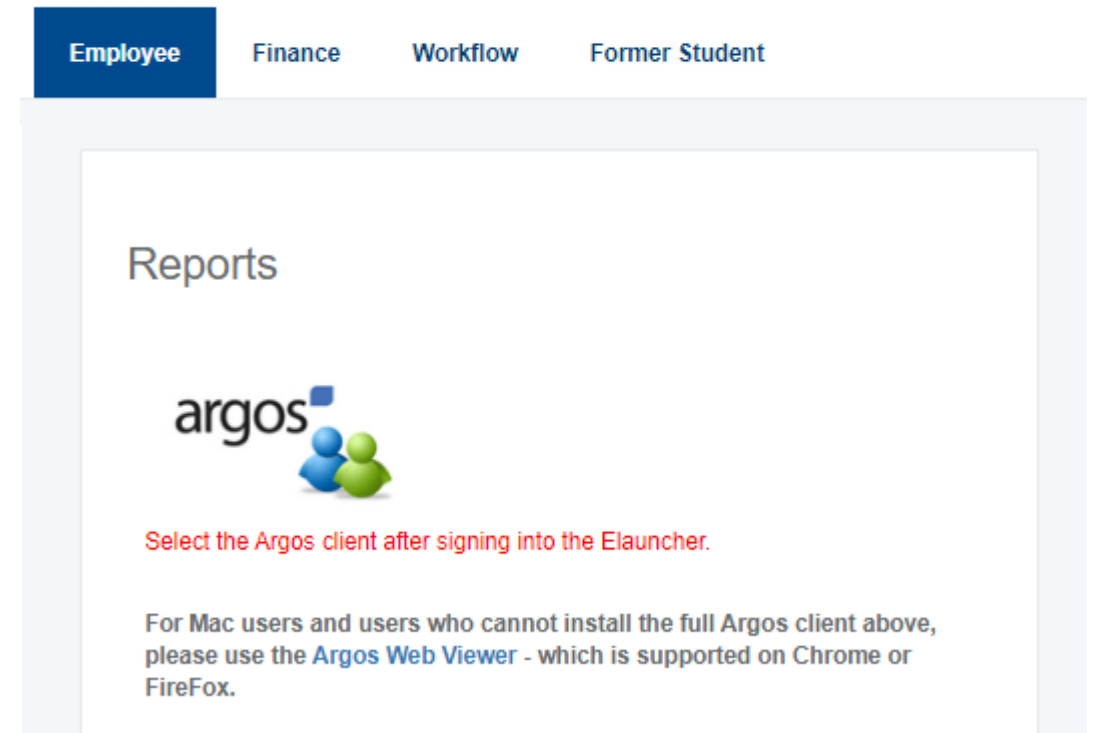 Employee Finance Workflow Former Student
Reports
argos
Select the Argos client after signing into the Elauncher.
For Mac users and users who cannot install the full Argos client above,
please use the Argos Web Viewer - which is supported on Chrome or
FireFox.